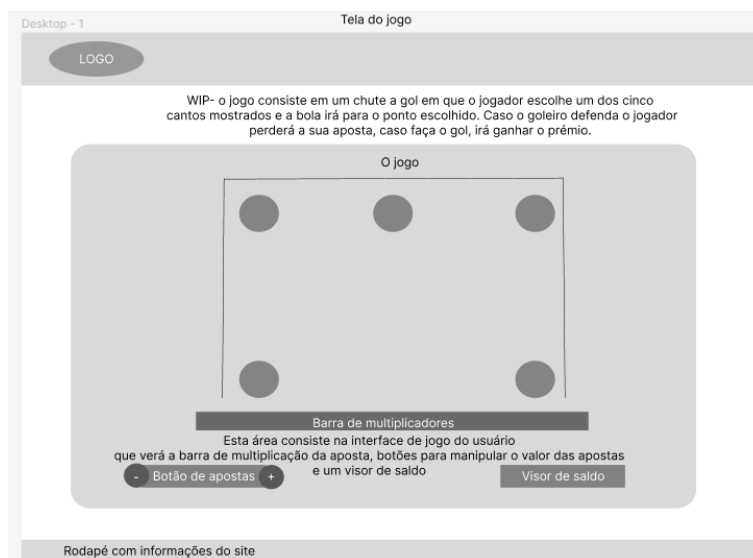 Desktop - 1
Tela do jogo
LOGO
WIP- o jogo consiste em um chute a gol em que o jogador escolhe um dos cinco
cantos mostrados e a bola irá para o ponto escolhido. Caso o goleiro defenda o jogador
perderá a sua aposta, caso faça o gol, irá ganhar o prémio.
O jogo
Barra de multiplicadores
Esta área consiste na interface de jogo do usuário
que verá a barra de multiplicação da aposta, botões para manipular o valor das apostas
e um visor de saldo
- Botão de apostas +
Visor de saldo
Rodapé com informações do site